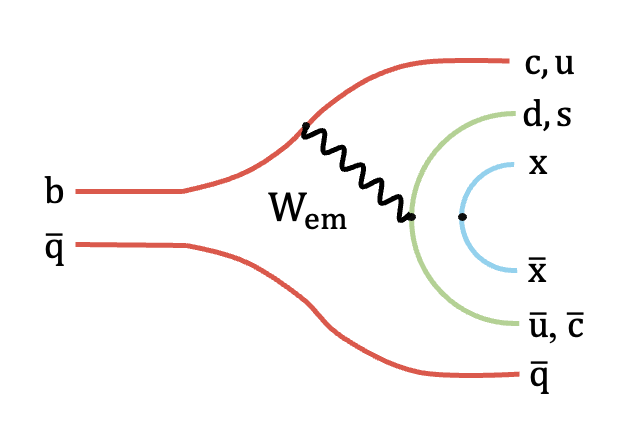 c, u
d, s
x
b
W_em
q̄
x̄
ū, c̄
q̄